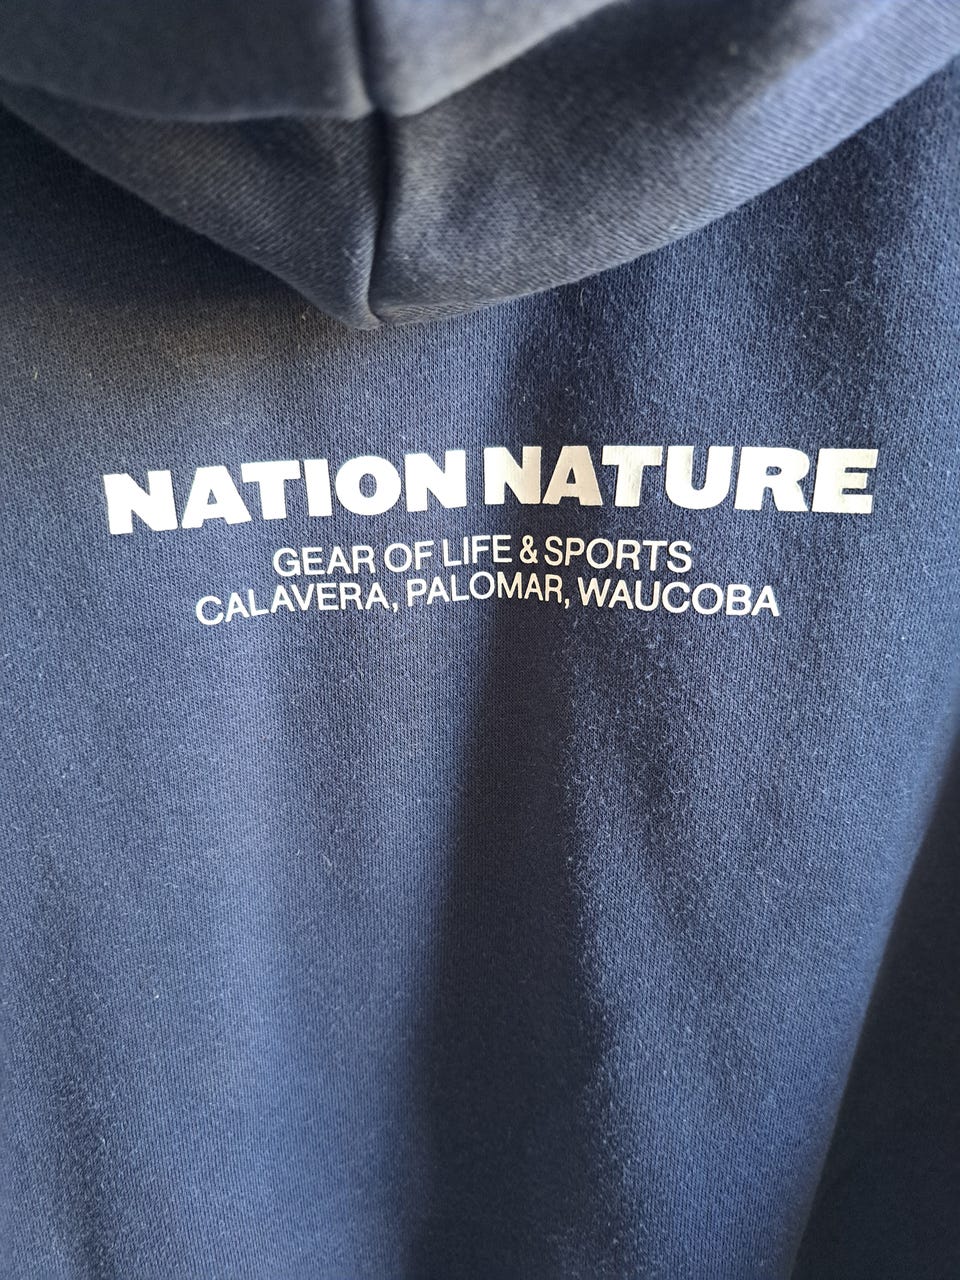 NATION NATURE
GEAR OF LIFE & SPORTS
CALAVERA, PALOMAR, WAUCOBA